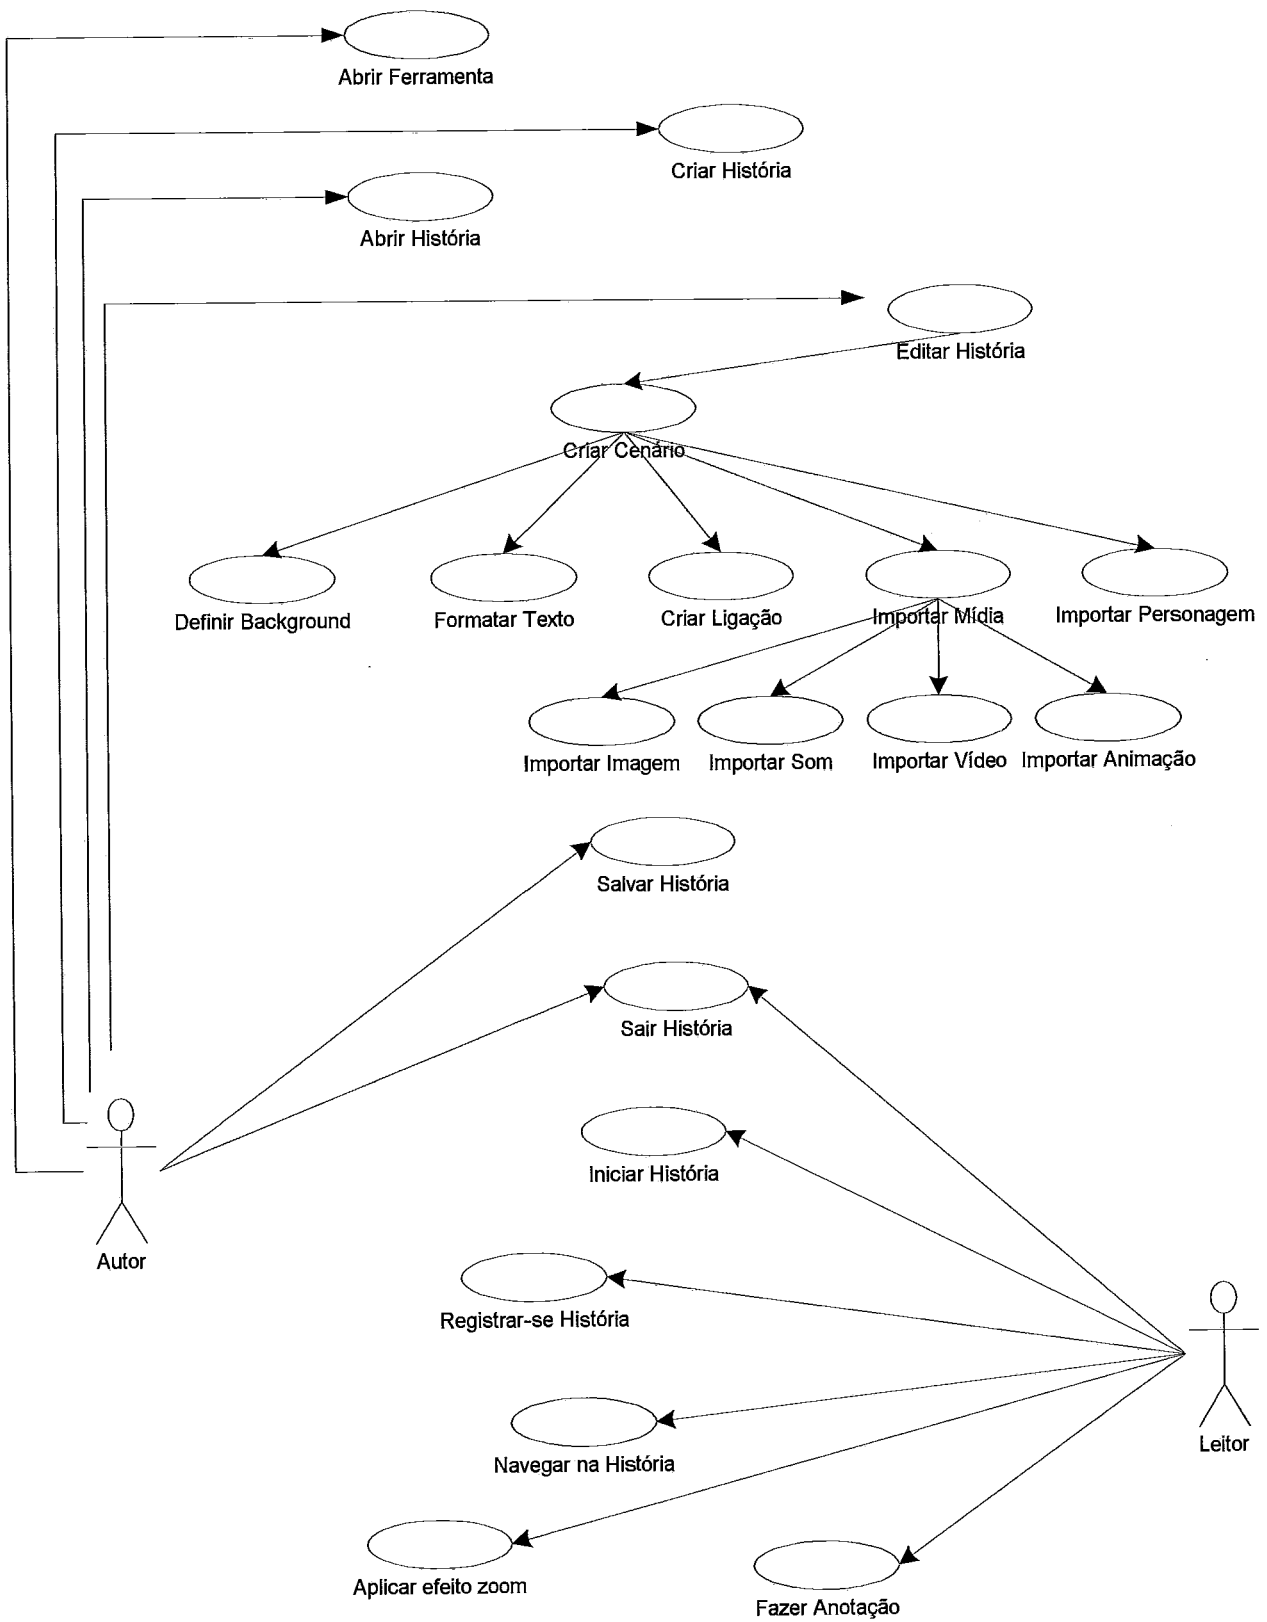 Abrir Ferramenta
Criar História
Abrir História
Editar História
Criar Cenário
Definir Background
Formatar Texto
Criar Ligação
Importar Mídia
Importar Personagem
Importar Imagem
Importar Som
Importar Vídeo
Importar Animação
Salvar História
Sair História
Iniciar História
Autor
Registrar-se História
Leitor
Navegar na História
Aplicar efeito zoom
Fazer Anotação